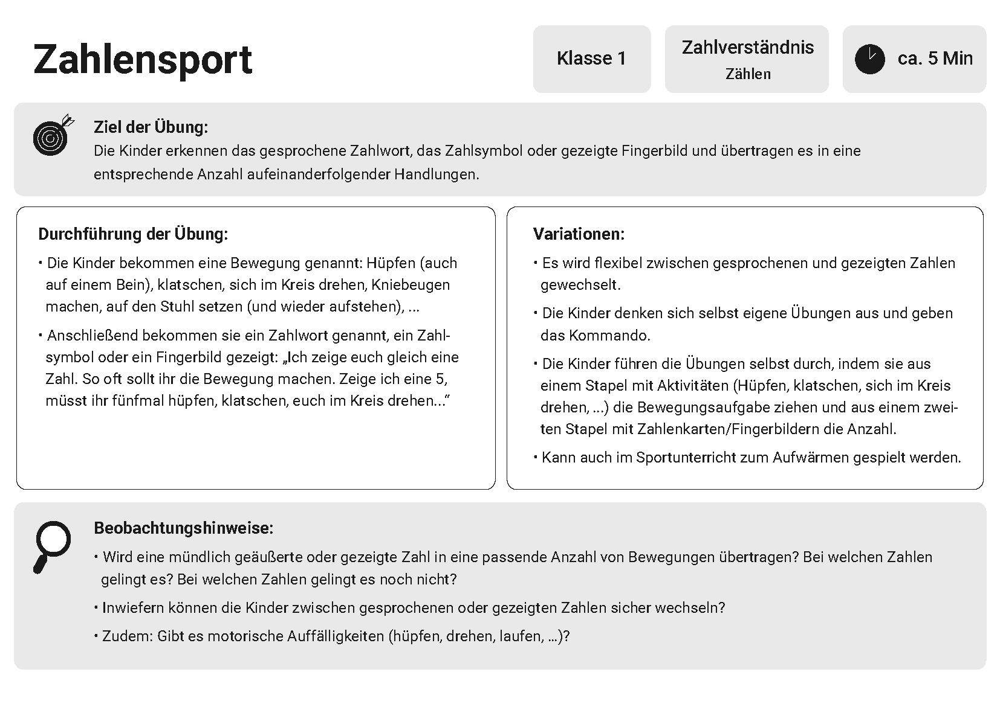 Zahlensport
Klasse 1
Zahlverständnis
Zählen
ca. 5 Min
Ziel der Übung:
Die Kinder erkennen das gesprochene Zahlwort, das Zahlsymbol oder gezeigte Fingerbild und übertragen es in eine
entsprechende Anzahl aufeinanderfolgender Handlungen.
Durchführung der Übung:
• Die Kinder bekommen eine Bewegung genannt: Hüpfen (auch
auf einem Bein), klatschen, sich im Kreis drehen, Kniebeugen
machen, auf den Stuhl setzen (und wieder aufstehen), ...
• Anschließend bekommen sie ein Zahlwort genannt, ein Zahl-
symbol oder ein Fingerbild gezeigt: „Ich zeige euch gleich eine
Zahl. So oft sollt ihr die Bewegung machen. Zeige ich eine 5,
müsst ihr fünfmal hüpfen, klatschen, euch im Kreis drehen...“
Variationen:
• Es wird flexibel zwischen gesprochenen und gezeigten Zahlen
gewechselt.
• Die Kinder denken sich selbst eigene Übungen aus und geben
das Kommando.
• Die Kinder führen die Übungen selbst durch, indem sie aus
einem Stapel mit Aktivitäten (Hüpfen, klatschen, sich im Kreis
drehen, ...) die Bewegungsaufgabe ziehen und aus einem zwei-
ten Stapel mit Zahlenkarten/Fingerbildern die Anzahl.
• Kann auch im Sportunterricht zum Aufwärmen gespielt werden.
Beobachtungshinweise:
• Wird eine mündlich geäußerte oder gezeigte Zahl in eine passende Anzahl von Bewegungen übertragen? Bei welchen Zahlen
gelingt es? Bei welchen Zahlen gelingt es noch nicht?
• Inwiefern können die Kinder zwischen gesprochenen oder gezeigten Zahlen sicher wechseln?
• Zudem: Gibt es motorische Auffälligkeiten (hüpfen, drehen, laufen, …)?